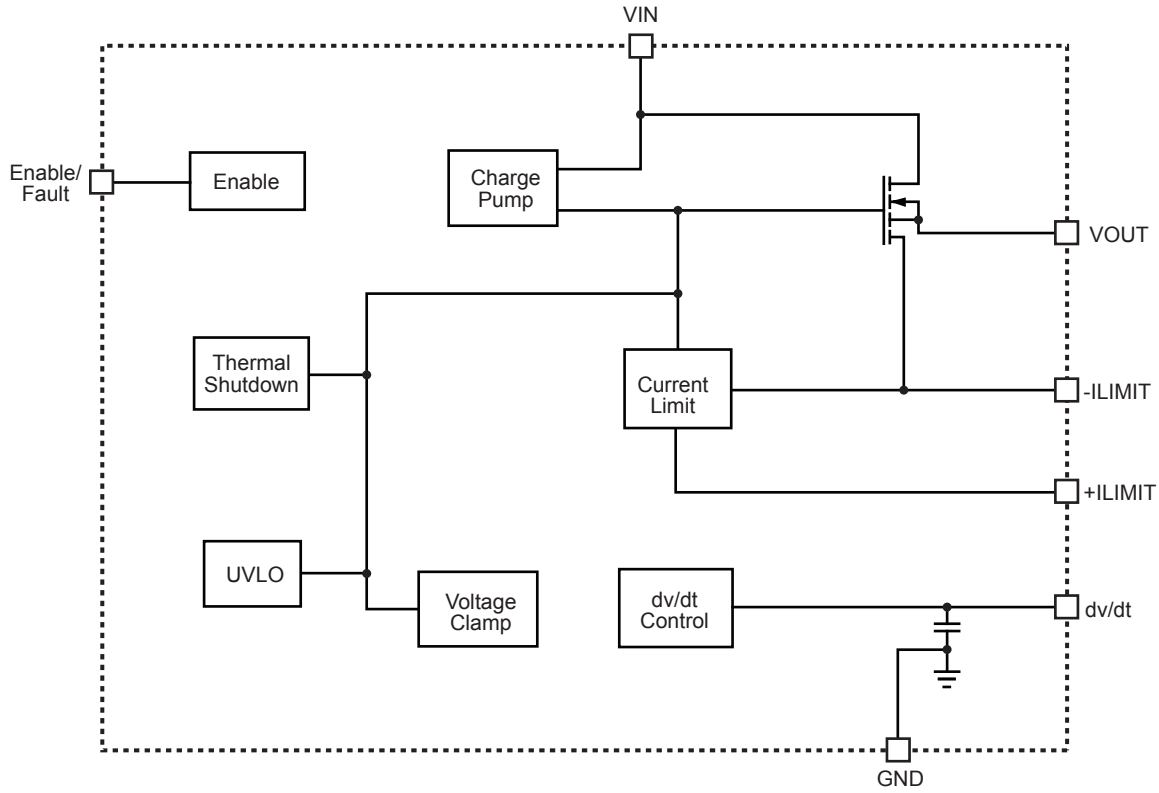 VIN
Enable/
Fault
Enable
Charge
Pump
VOUT
Thermal
Shutdown
Current
Limit
-ILIMIT
+ILIMIT
UVLO
Voltage
Clamp
dv/dt
Control
dv/dt
GND